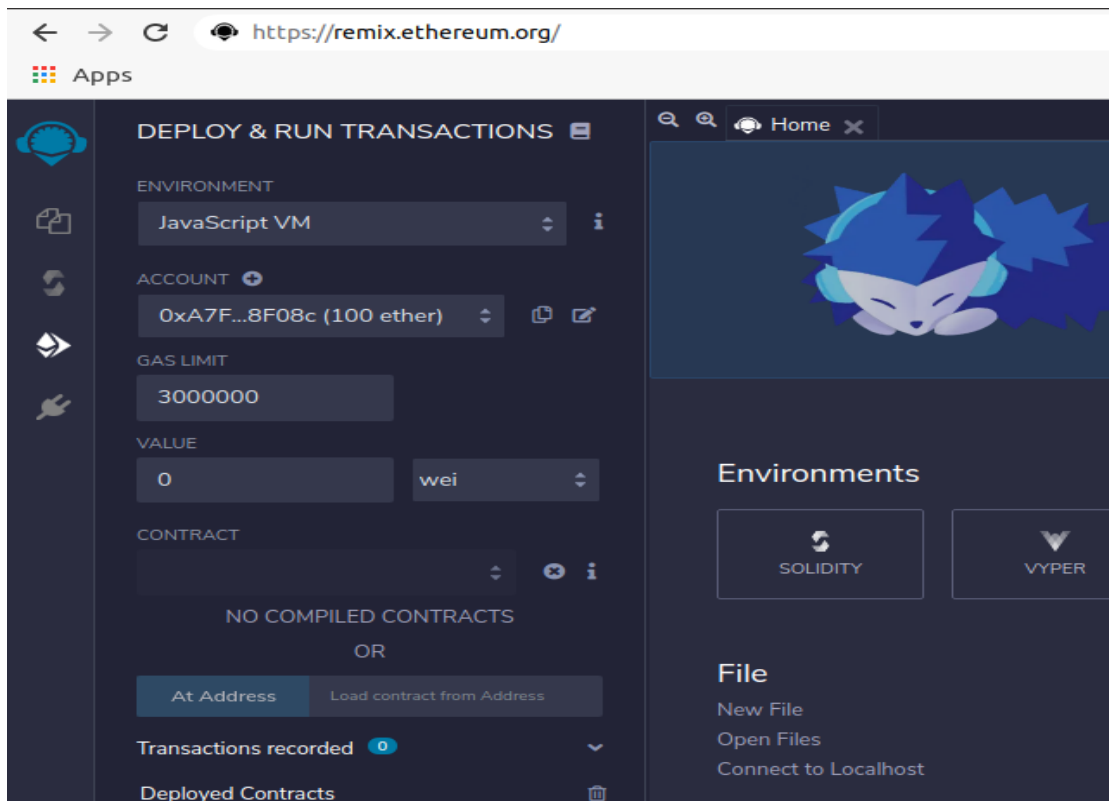 https://remix.ethereum.org/
Apps
DEPLOY & RUN TRANSACTIONS
ENVIRONMENT
JavaScript VM
ACCOUNT
0xA7F...8F08c (100 ether)
GAS LIMIT
3000000
VALUE
0 wei
CONTRACT
NO COMPILED CONTRACTS
OR
At Address Load contract from Address
Transactions recorded 0
Deployed Contracts
Home
Environments
SOLIDITY VYPER
File
New File
Open Files
Connect to Localhost